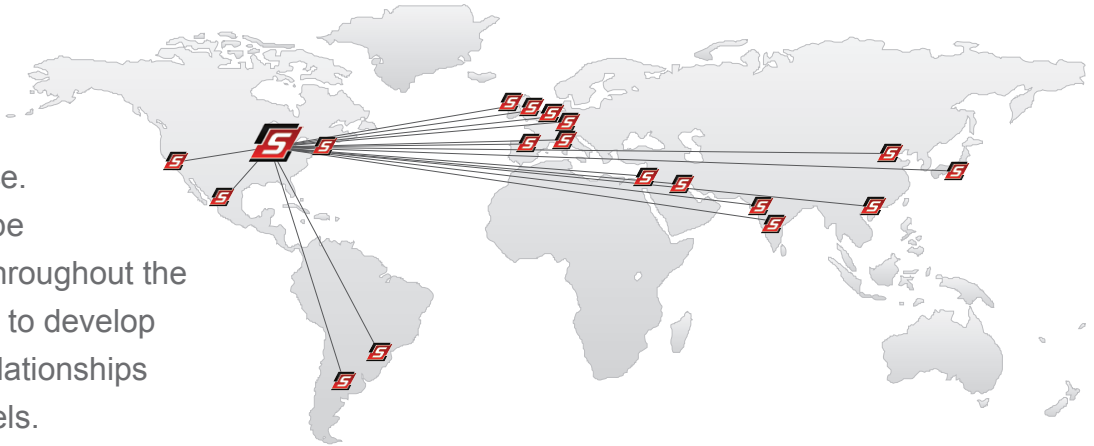 e.
be
hroughout the
to develop
lationships
els.